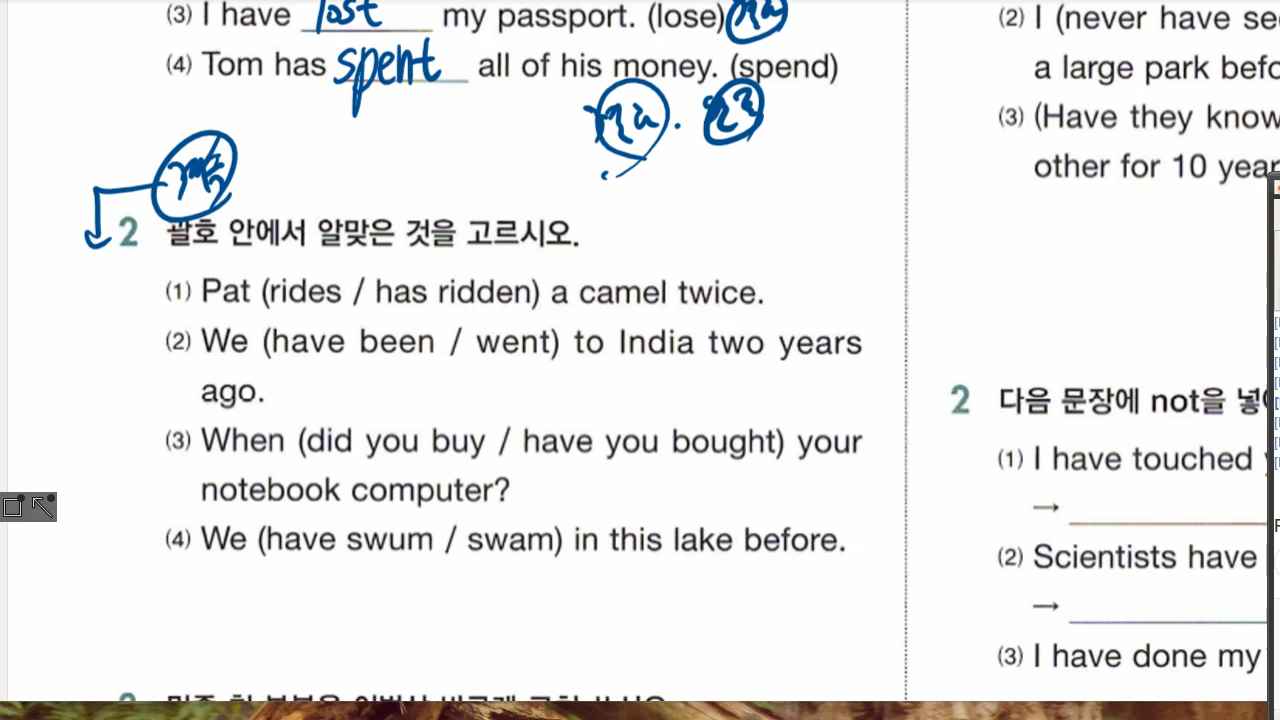 (3) I have lost my passport. (lose)
(4) Tom has spent all of his money. (spend)
2 괄호 안에서 알맞은 것을 고르시오.
(1) Pat (rides / has ridden) a camel twice.
(2) We (have been / went) to India two years
ago.
(3) When (did you buy / have you bought) your
notebook computer?
(4) We (have swum / swam) in this lake before.
(2) I (never have se
a large park befo
(3) (Have they know
other for 10 year
2 다음 문장에 not을 넣어
(1) I have touched
→
(2) Scientists have
→
(3) I have done my